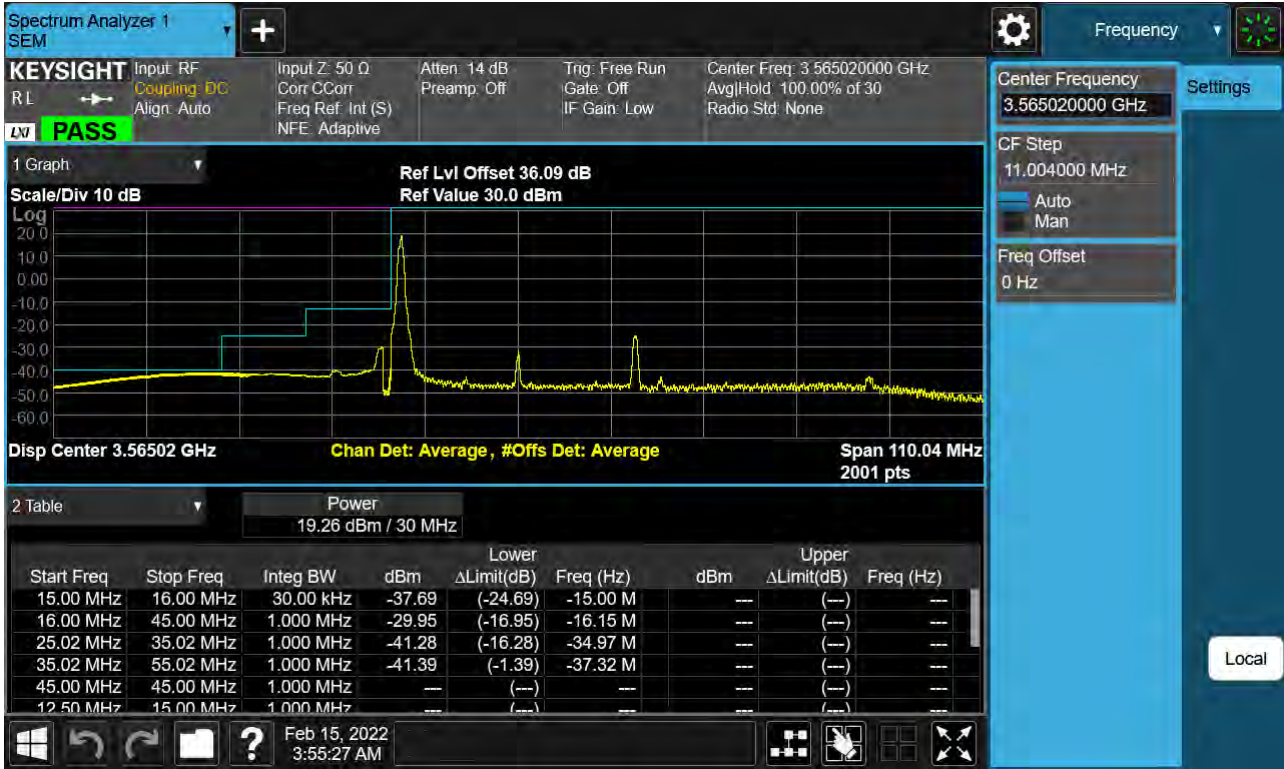 Spectrum Analyzer 1
SEM
+
Frequency
KEYSIGHT
RL
LXI PASS
Input: RF
Coupling: DC
Align: Auto
Input Z: 50 Ω
Corr CCorr
Freq Ref: Int (S)
NFE: Adaptive
Atten: 14 dB
Preamp: Off
Trig: Free Run
Gate: Off
IF Gain: Low
Center Freq: 3.565020000 GHz
Avg|Hold: 100.00% of 30
Radio Std: None
Center Frequency
3.565020000 GHz
Settings
CF Step
11.004000 MHz
Auto
Man
Freq Offset
0 Hz
Local
1 Graph
Scale/Div 10 dB
Ref Lvl Offset 36.09 dB
Ref Value 30.0 dBm
Log
20.0
10.0
0.00
-10.0
-20.0
-30.0
-40.0
-50.0
-60.0
Disp Center 3.56502 GHz
Chan Det: Average, #Offs Det: Average
Span 110.04 MHz
2001 pts
2 Table
Power
19.26 dBm / 30 MHz
Lower Upper
Start Freq Stop Freq Integ BW dBm ΔLimit(dB) Freq (Hz) dBm ΔLimit(dB) Freq (Hz)
15.00 MHz 16.00 MHz 30.00 kHz -37.69 (-24.69) -15.00 M --- (---) ---
16.00 MHz 45.00 MHz 1.000 MHz -29.95 (-16.95) -16.15 M --- (---) ---
25.02 MHz 35.02 MHz 1.000 MHz -41.28 (-16.28) -34.97 M --- (---) ---
35.02 MHz 55.02 MHz 1.000 MHz -41.39 (-1.39) -37.32 M --- (---) ---
45.00 MHz 45.00 MHz 1.000 MHz --- (---) --- --- (---) ---
12.50 MHz 15.00 MHz 1.000 MHz --- (---) --- --- (---) ---
?
Feb 15, 2022
3:55:27 AM